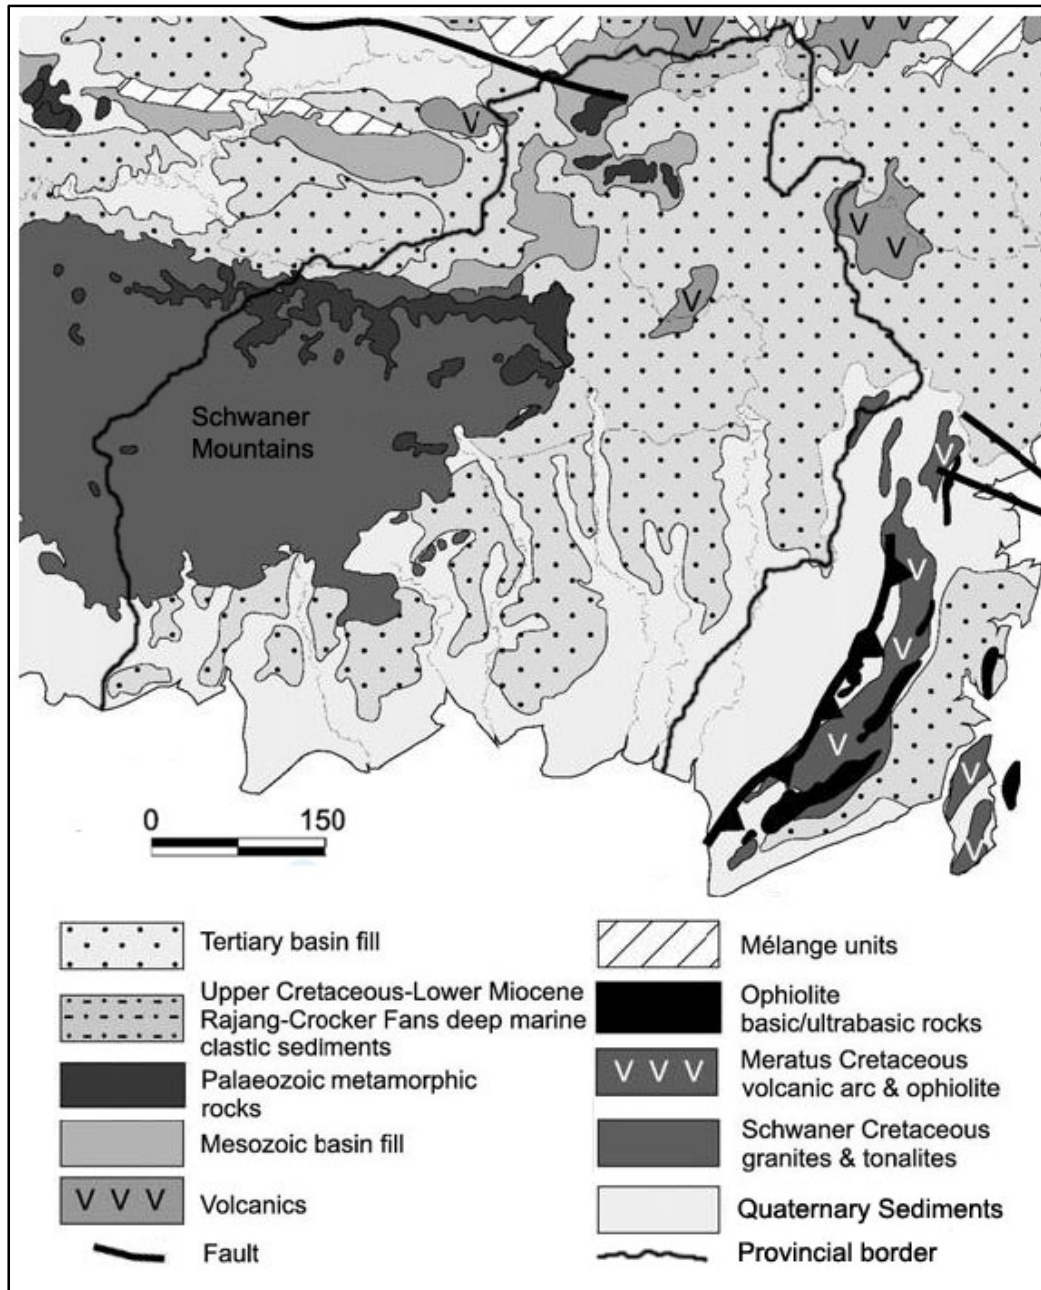 V
V
V
V
V
V
V
Schwaner
Mountains
V
V
V
V
V
V
0 150
Tertiary basin fill
Upper Cretaceous-Lower Miocene
Rajang-Crocker Fans deep marine
clastic sediments
Palaeozoic metamorphic
rocks
Mesozoic basin fill
V V V Volcanics
Fault
Mélange units
Ophiolite
basic/ultrabasic rocks
V V V Meratus Cretaceous
volcanic arc & ophiolite
Schwaner Cretaceous
granites & tonalites
Quaternary Sediments
Provincial border